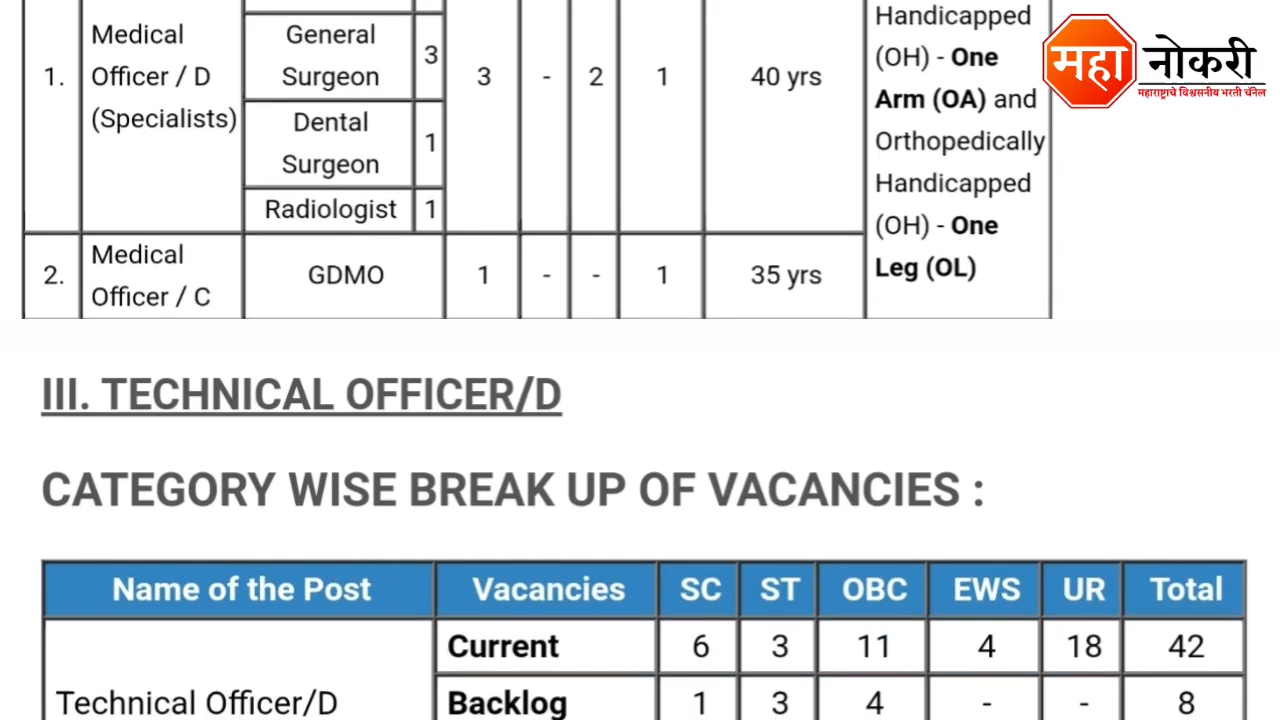 1.
Medical
Officer / D
(Specialists)
General
Surgeon
3
Dental
Surgeon
1
Radiologist
1
3
-
2
1
40 yrs
Handicapped
(OH) - One
Arm (OA) and
Orthopedically
Handicapped
(OH) - One
Leg (OL)
महा नोकरी
महाराष्ट्राचे विश्वसनीय भरती चॅनेल
2.
Medical
Officer / C
GDMO
1
-
-
1
35 yrs
III. TECHNICAL OFFICER/D
CATEGORY WISE BREAK UP OF VACANCIES :
Name of the Post Vacancies SC ST OBC EWS UR Total
Current 6 3 11 4 18 42
Technical Officer/D Backlog 1 3 4 - - 8